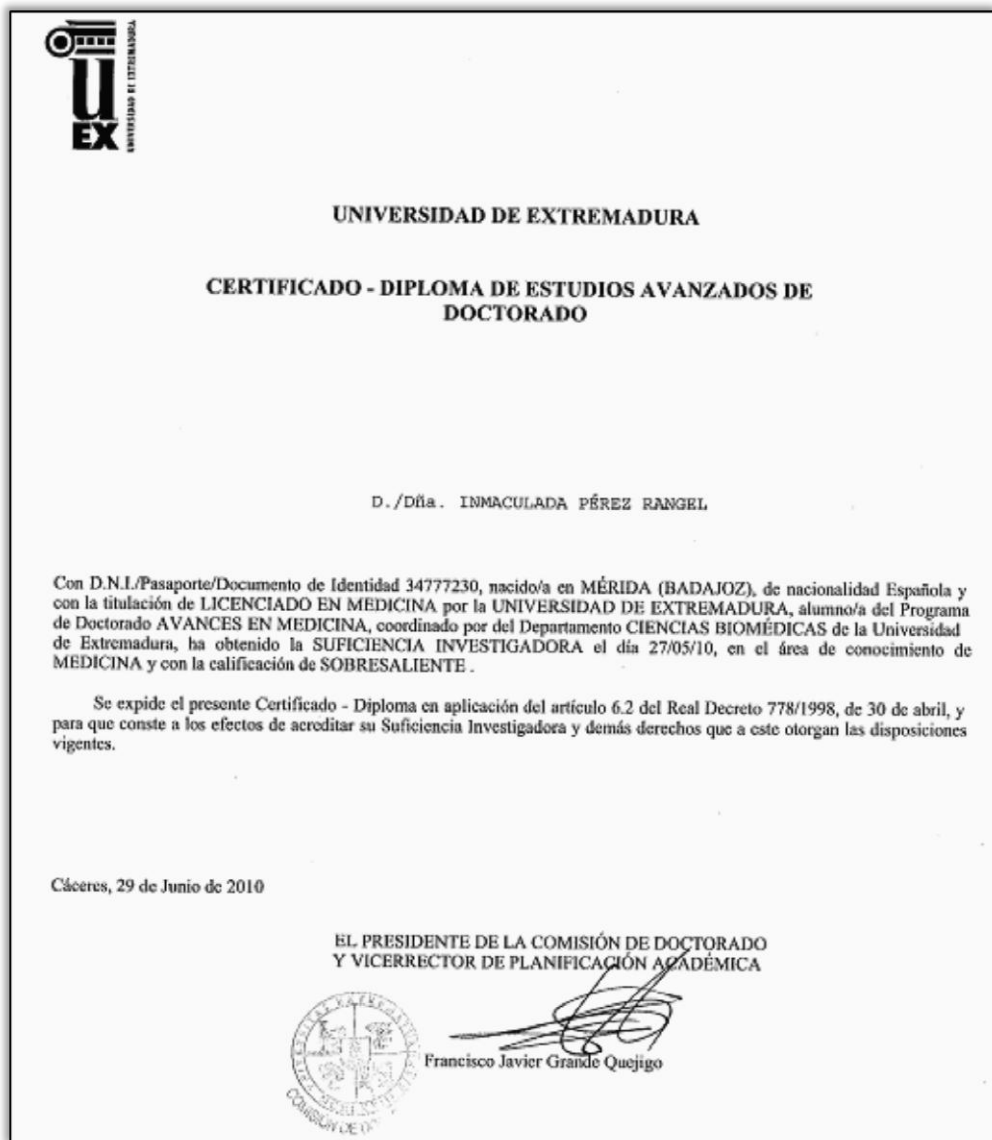 UEX
UNIVERSIDAD DE EXTREMADURA
UNIVERSIDAD DE EXTREMADURA
CERTIFICADO - DIPLOMA DE ESTUDIOS AVANZADOS DE
DOCTORADO
D./Dña. INMACULADA PÉREZ RANGEL
Con D.N.I./Pasaporte/Documento de Identidad 34777230, nacido/a en MÉRIDA (BADAJOZ), de nacionalidad Española y
con la titulación de LICENCIADO EN MEDICINA por la UNIVERSIDAD DE EXTREMADURA, alumno/a del Programa
de Doctorado AVANCES EN MEDICINA, coordinado por del Departamento CIENCIAS BIOMÉDICAS de la Universidad
de Extremadura, ha obtenido la SUFICIENCIA INVESTIGADORA el día 27/05/10, en el área de conocimiento de
MEDICINA y con la calificación de SOBRESALIENTE .
Se expide el presente Certificado - Diploma en aplicación del artículo 6.2 del Real Decreto 778/1998, de 30 de abril, y
para que conste a los efectos de acreditar su Suficiencia Investigadora y demás derechos que a este otorgan las disposiciones
vigentes.
Cáceres, 29 de Junio de 2010
EL PRESIDENTE DE LA COMISIÓN DE DOCTORADO
Y VICERRECTOR DE PLANIFICACIÓN ACADÉMICA
Francisco Javier Grande Quejigo
COMISIÓN DE